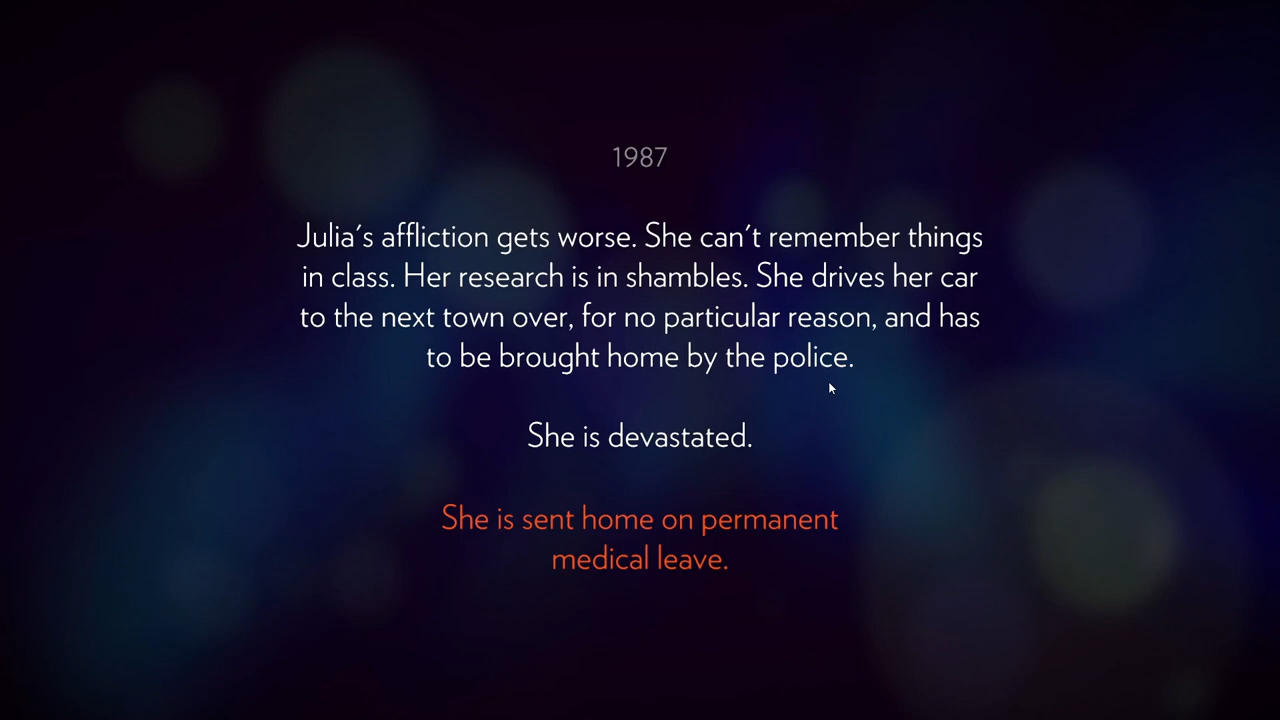 1987
Julia's affliction gets worse. She can't remember things
in class. Her research is in shambles. She drives her car
to the next town over, for no particular reason, and has
to be brought home by the police.
She is devastated.
She is sent home on permanent
medical leave.